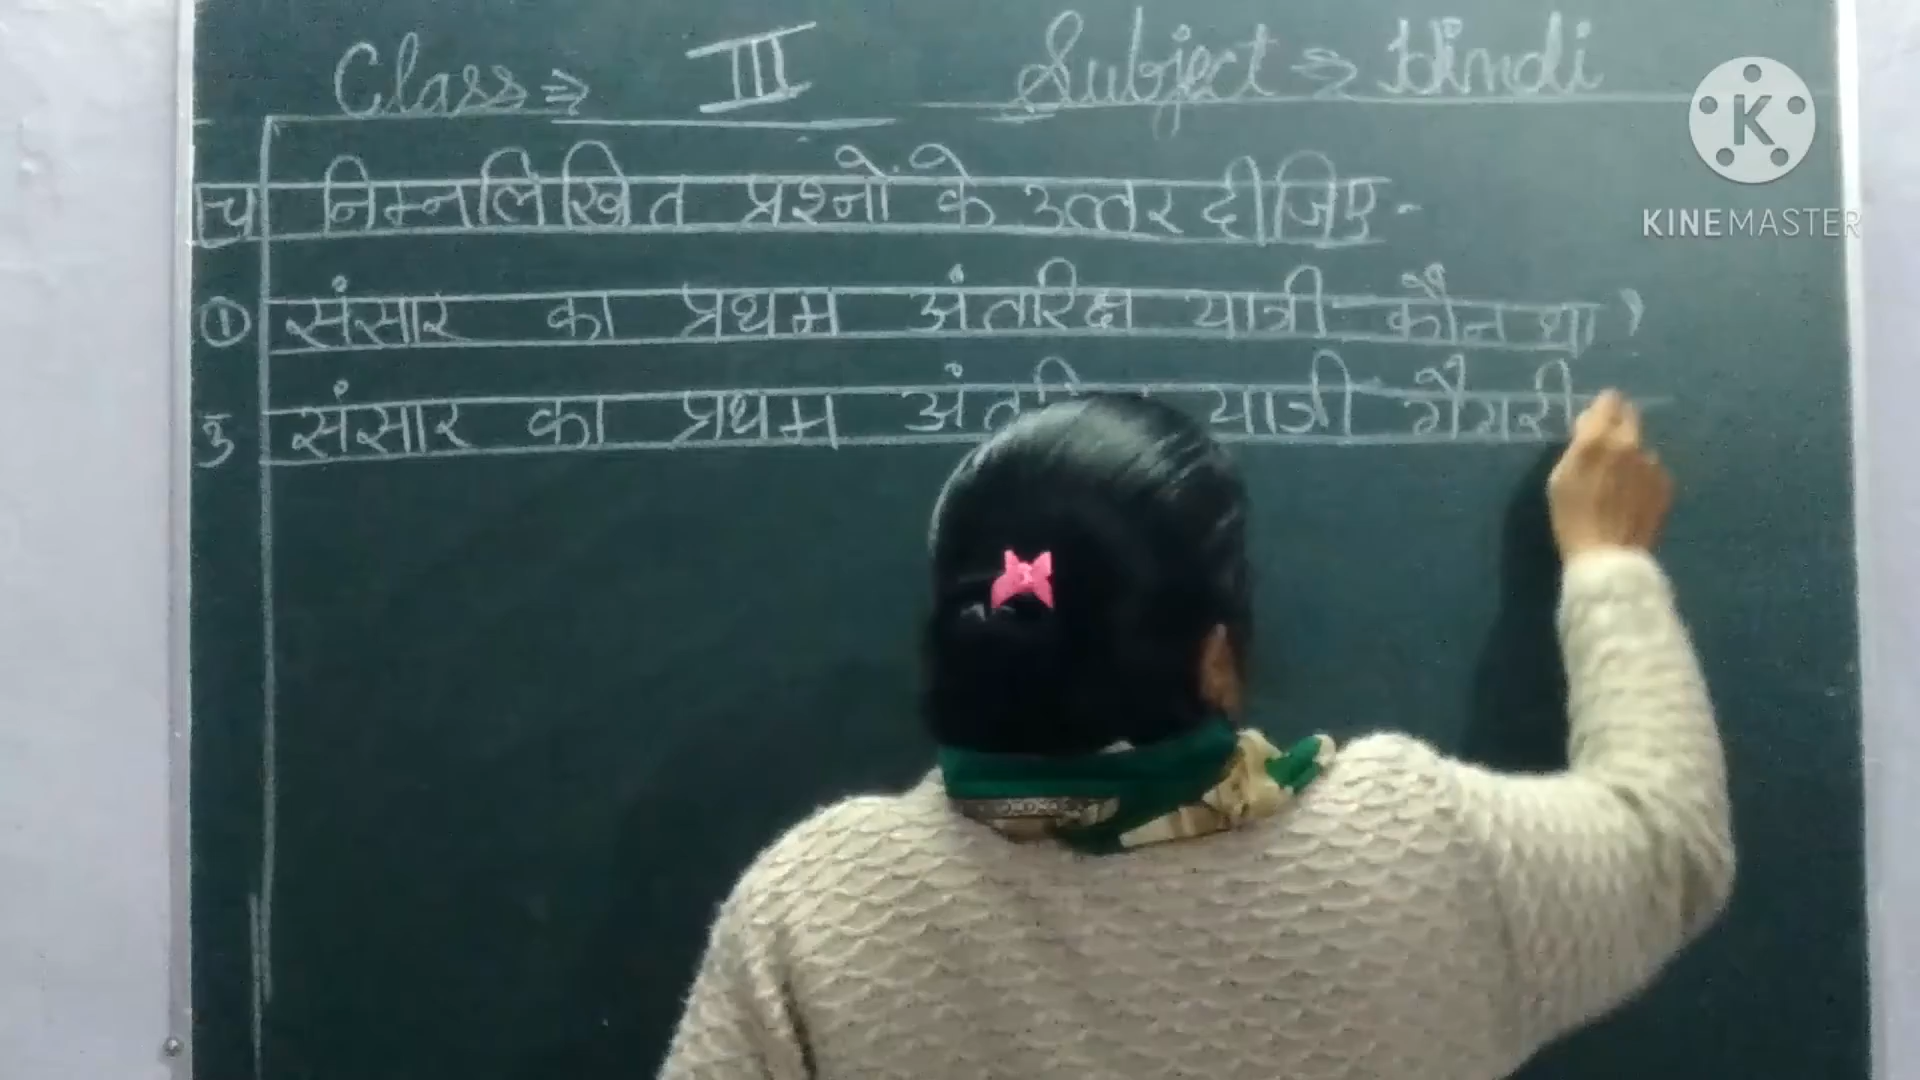 Class ⇒ III Subject ⇒ Hindi
च निम्नलिखित प्रश्नों के उत्तर दीजिए-
① संसार का प्रथम अंतरिक्ष यात्री कौन था?
उ संसार का प्रथम यात्री गैगरी
K
KINEMASTER